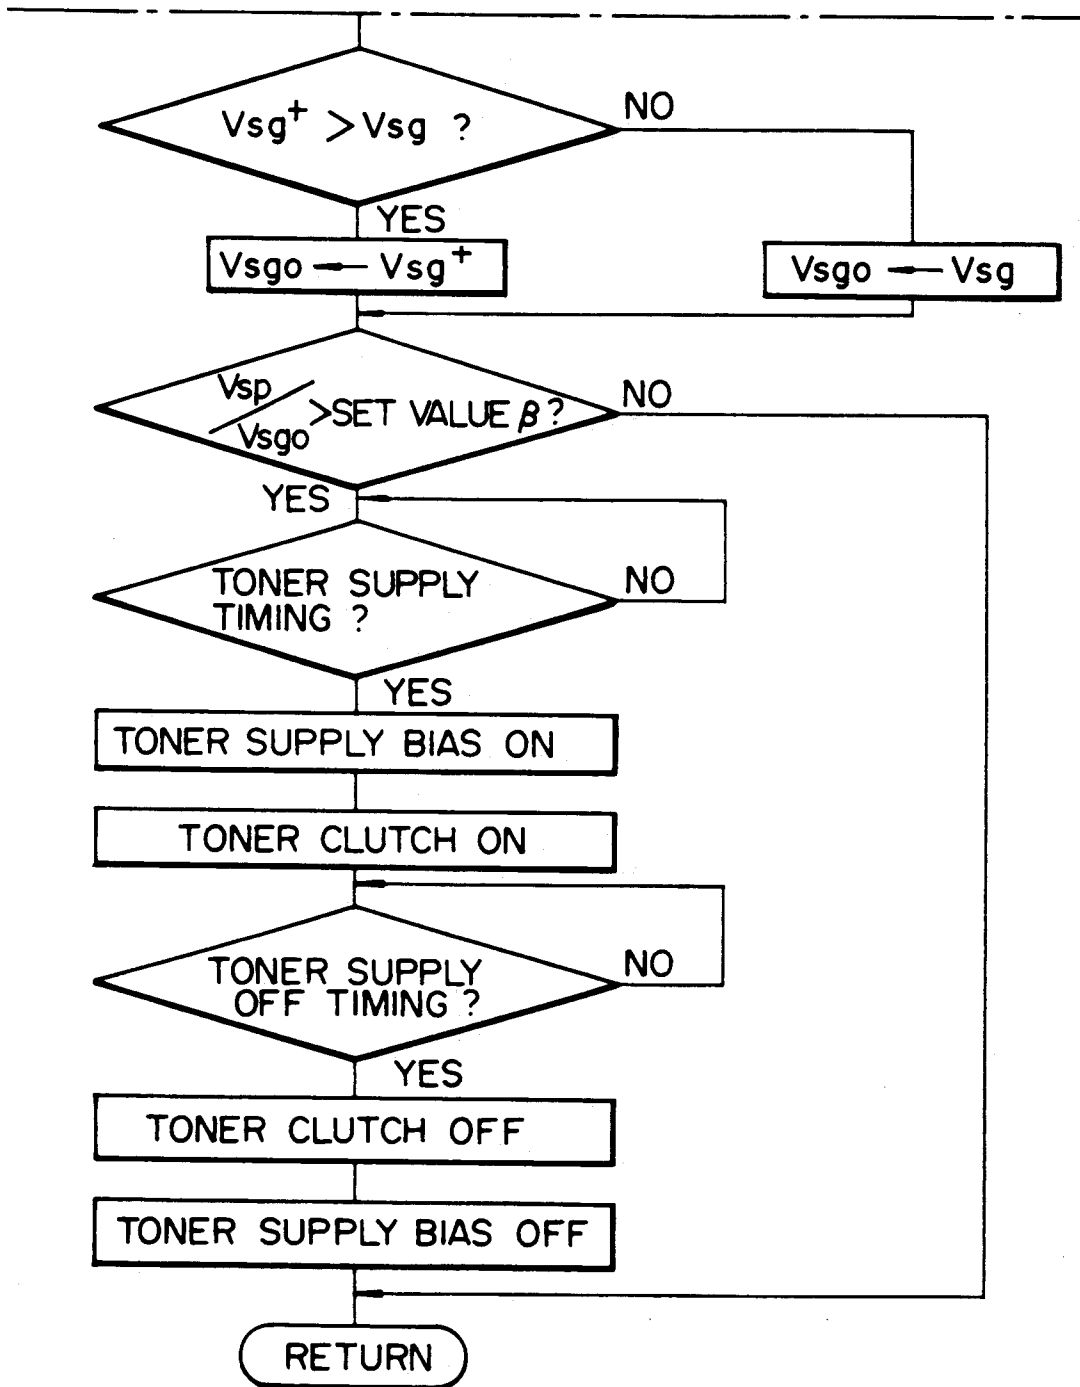 Vsg⁺ > Vsg ?
NO
YES
Vsgo ← Vsg⁺
Vsgo ← Vsg
Vsp/Vsgo > SET VALUE β ?
NO
YES
TONER SUPPLY
TIMING ?
NO
YES
TONER SUPPLY BIAS ON
TONER CLUTCH ON
TONER SUPPLY
OFF TIMING ?
NO
YES
TONER CLUTCH OFF
TONER SUPPLY BIAS OFF
RETURN